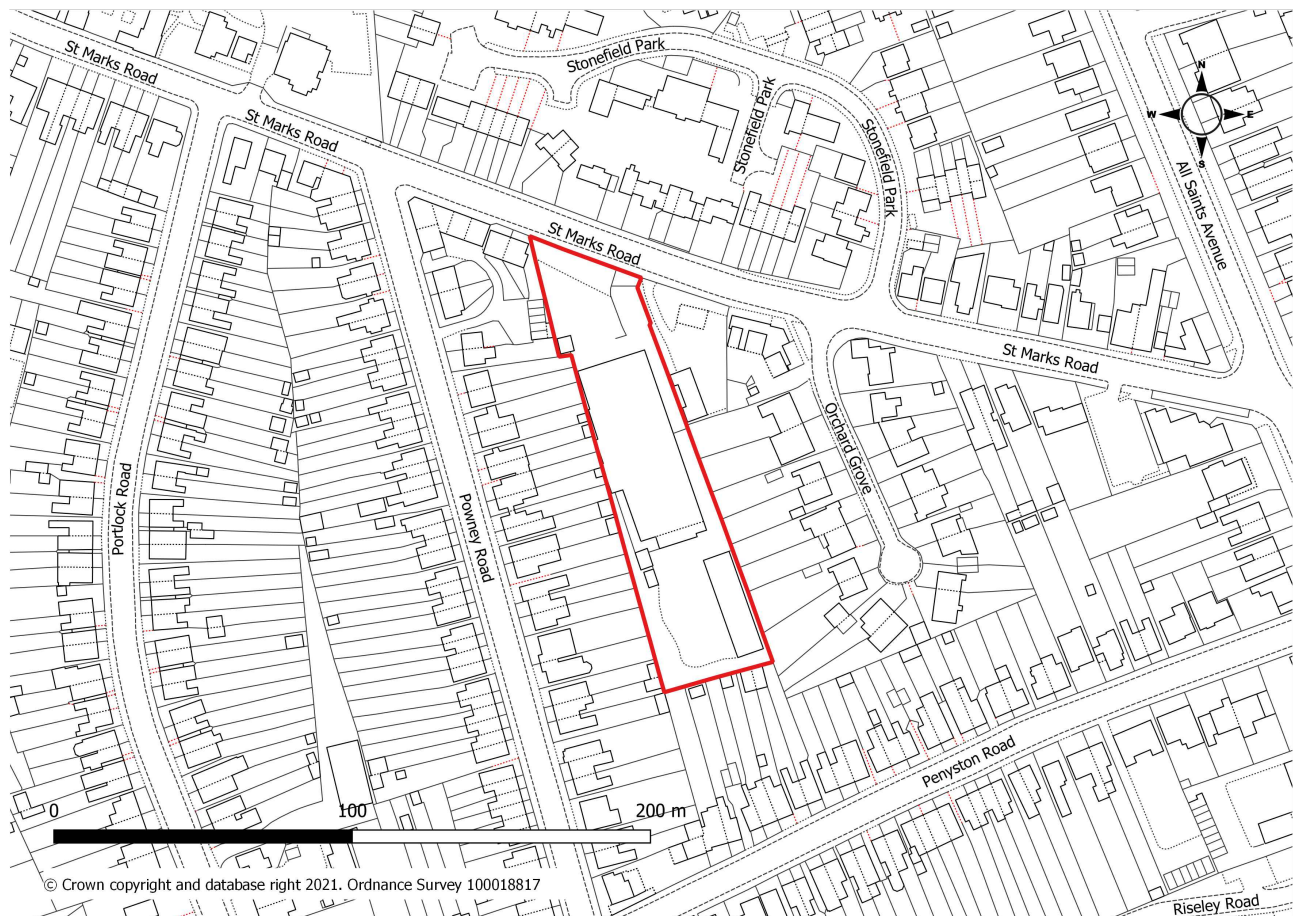 St Marks Road
Stonefield Park
N
W
E
S
St Marks Road
Stonefield Park
Stonefield Park
All Saints Avenue
St Marks Road
St Marks Road
Orchard Grove
Portlock Road
Powney Road
Penyston Road
0
100
200 m
© Crown copyright and database right 2021. Ordnance Survey 100018817
Riseley Road